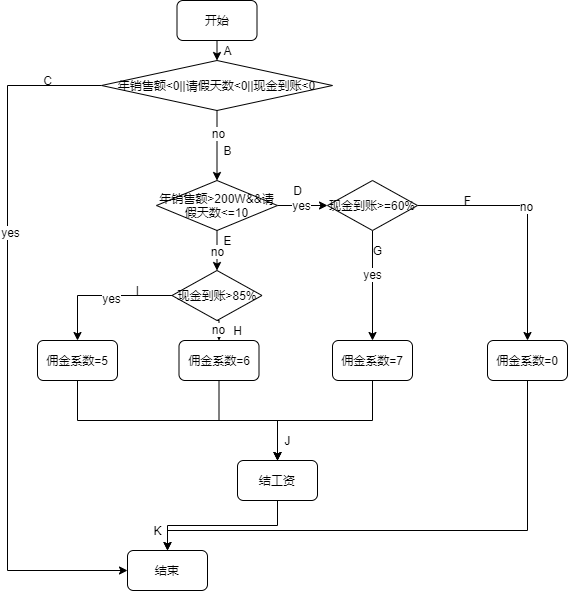 开始
A
C
年销售额<0||请假天数<0||现金到账<0
no
B
yes
年销售额>200W&&请
假天数<=10
D
yes
现金到账>=60%
F
no
E
no
G
yes
现金到账>85%
I
yes
no
H
佣金系数=5
佣金系数=6
佣金系数=7
佣金系数=0
J
结工资
K
结束